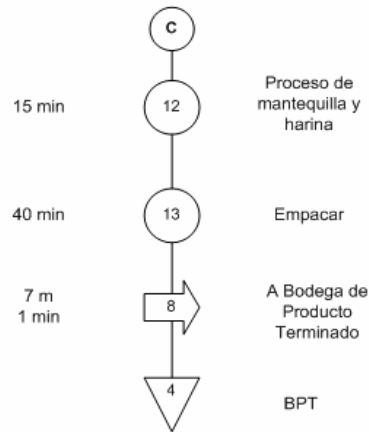 C
15 min
12
Proceso de
mantequilla y
harina
40 min
13
Empacar
7 m
1 min
8
A Bodega de
Producto
Terminado
4
BPT